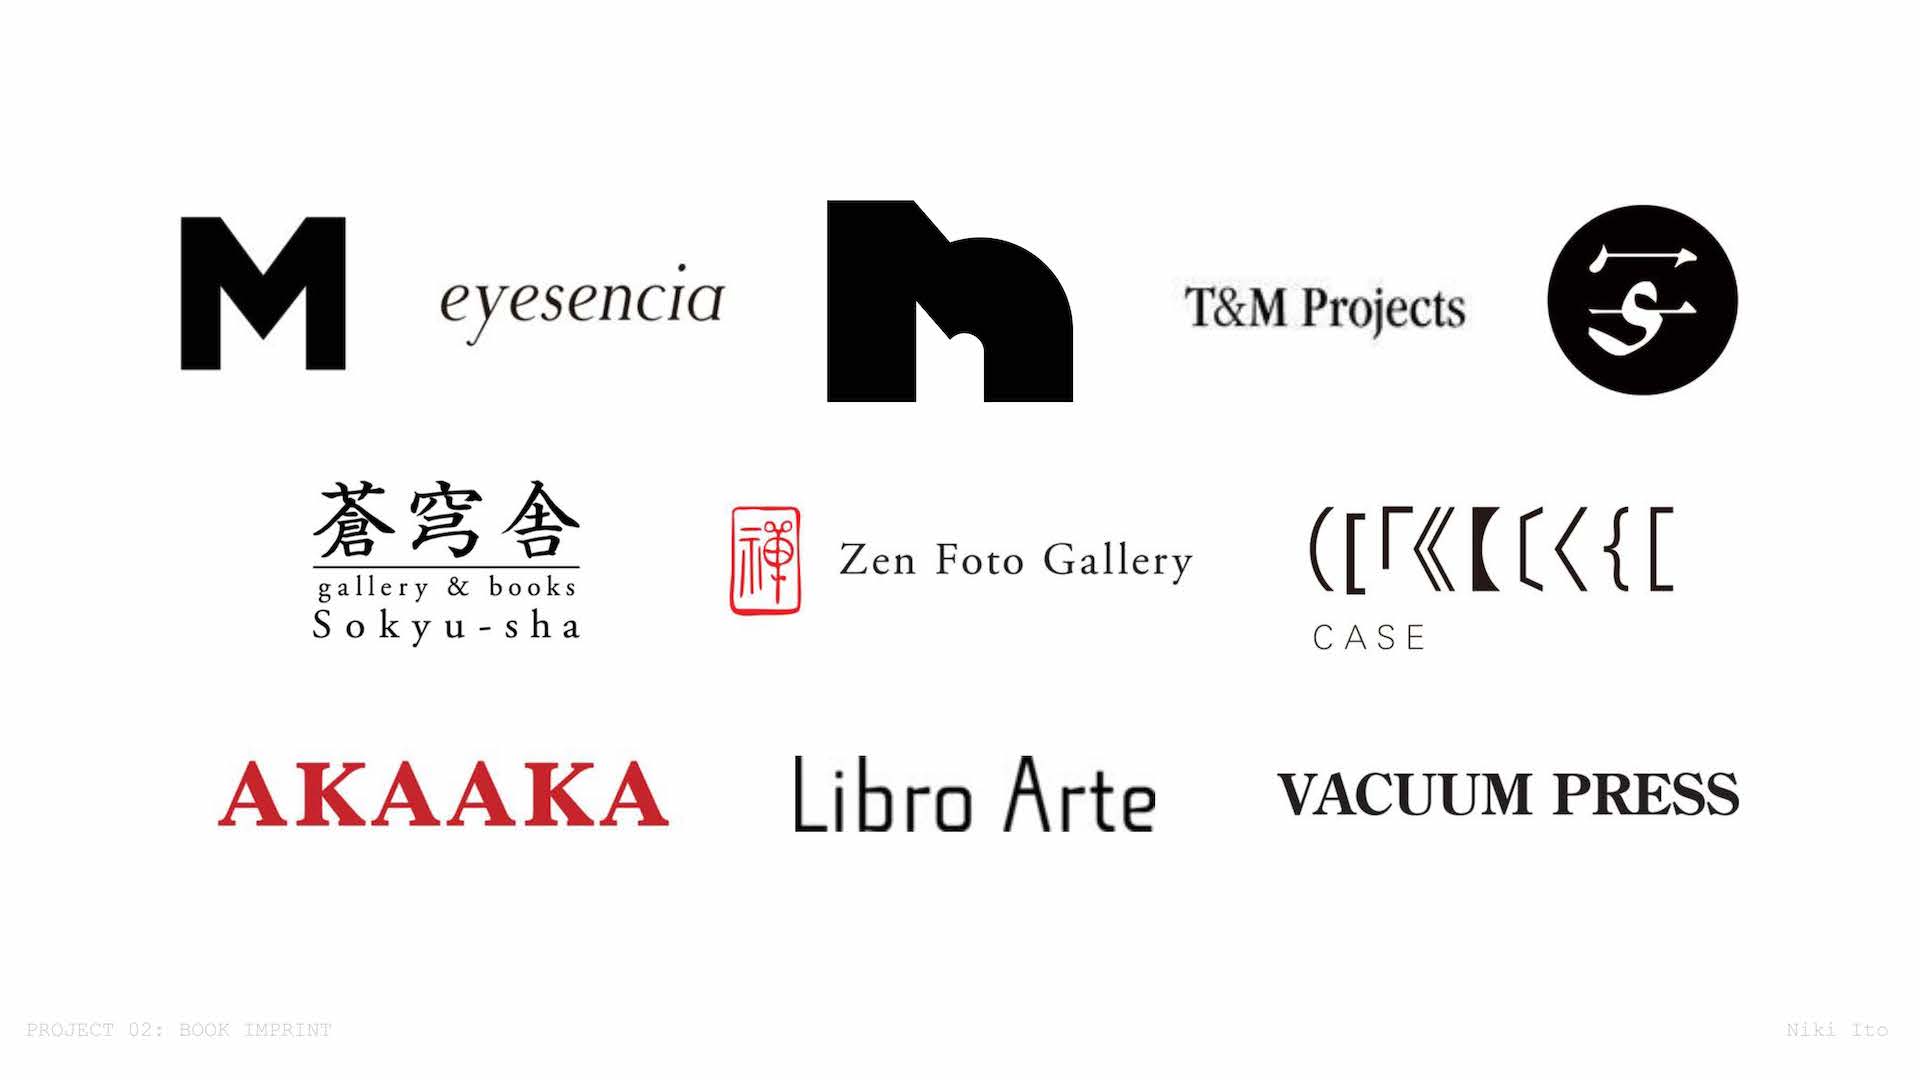 M
eyesencia
n
T&M Projects
蒼穹舎
gallery & books
Sokyu-sha
禅
Zen Foto Gallery
CASE
AKAAKA
Libro Arte
VACUUM PRESS
PROJECT 02: BOOK IMPRINT
Niki Ito